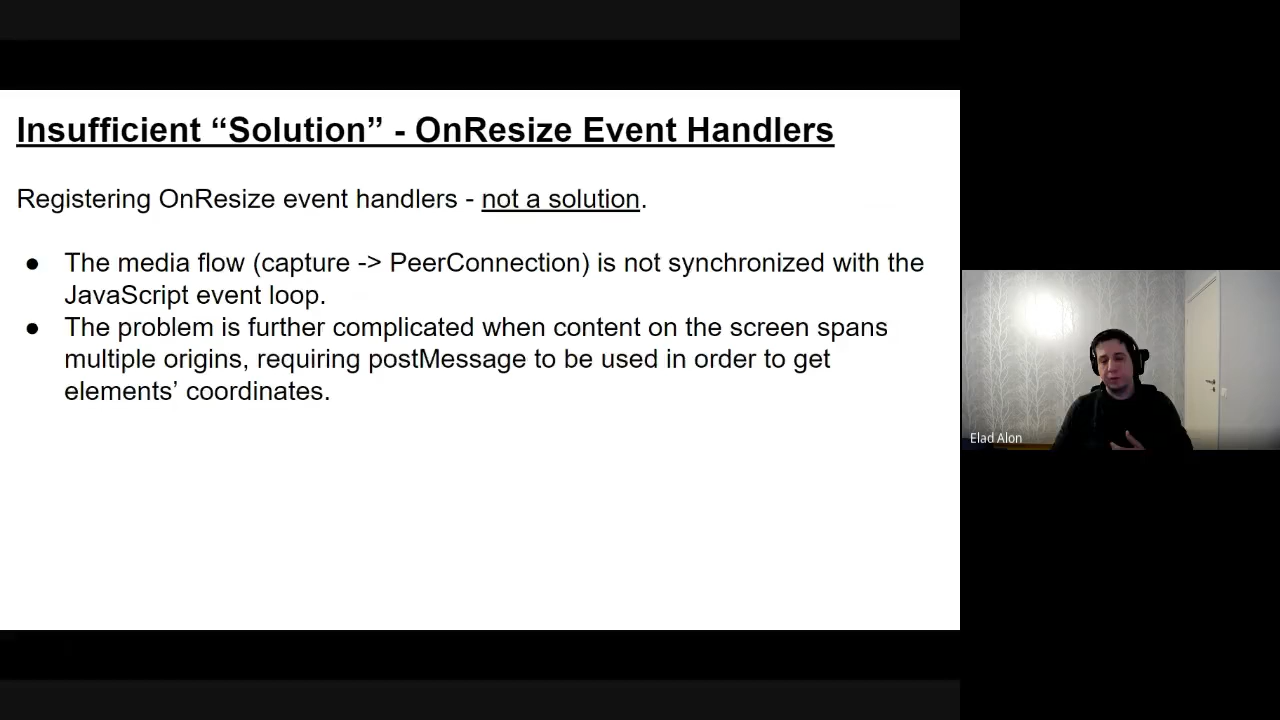 Insufficient “Solution” - OnResize Event Handlers
Registering OnResize event handlers - not a solution.
● The media flow (capture -> PeerConnection) is not synchronized with the
JavaScript event loop.
● The problem is further complicated when content on the screen spans
multiple origins, requiring postMessage to be used in order to get
elements’ coordinates.
Elad Alon